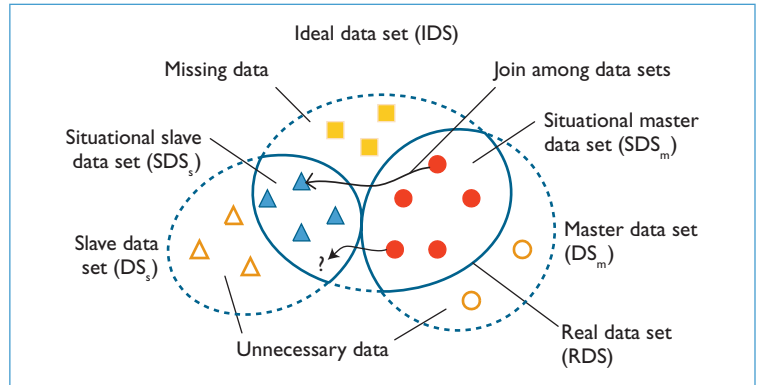 Ideal data set (IDS)
Missing data
Join among data sets
Situational slave
data set (SDSₛ)
Situational master
data set (SDSₘ)
Slave data
set (DSₛ)
Master data set
(DSₘ)
?
Unnecessary data
Real data set
(RDS)